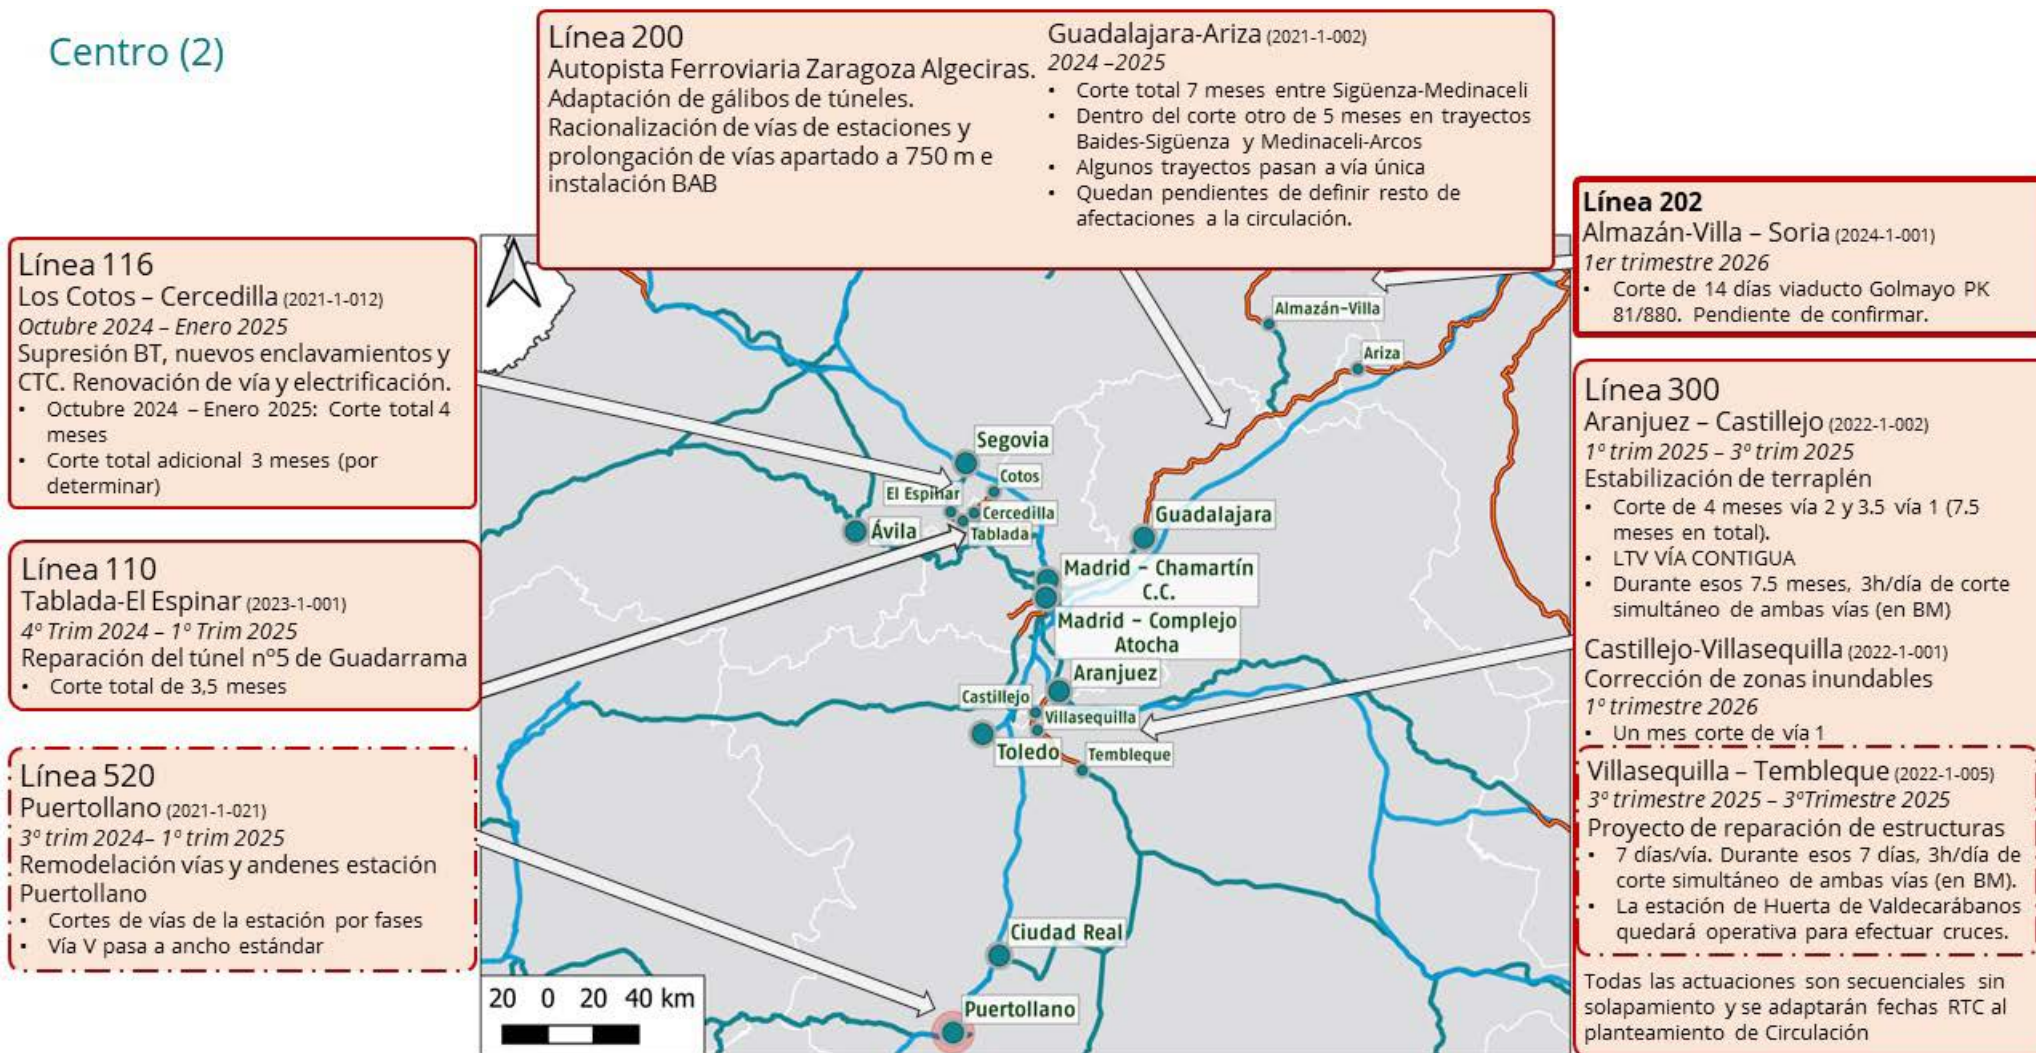 Centro (2)
Línea 200
Autopista Ferroviaria Zaragoza Algeciras.
Adaptación de gálibos de túneles.
Racionalización de vías de estaciones y
prolongación de vías apartado a 750 m e
instalación BAB
Guadalajara-Ariza (2021-1-002)
2024 –2025
• Corte total 7 meses entre Sigüenza-Medinaceli
• Dentro del corte otro de 5 meses en trayectos
Baides-Sigüenza y Medinaceli-Arcos
• Algunos trayectos pasan a vía única
• Quedan pendientes de definir resto de
afectaciones a la circulación.
Línea 116
Los Cotos – Cercedilla (2021-1-012)
Octubre 2024 – Enero 2025
Supresión BT, nuevos enclavamientos y
CTC. Renovación de vía y electrificación.
• Octubre 2024 – Enero 2025: Corte total 4
meses
• Corte total adicional 3 meses (por
determinar)
Línea 110
Tablada-El Espinar (2023-1-001)
4º Trim 2024 – 1º Trim 2025
Reparación del túnel nº5 de Guadarrama
• Corte total de 3,5 meses
Línea 520
Puertollano (2021-1-021)
3º trim 2024– 1º trim 2025
Remodelación vías y andenes estación
Puertollano
• Cortes de vías de la estación por fases
• Vía V pasa a ancho estándar
Almazán-Villa
Ariza
Segovia
Cotos
El Espinar
Cercedilla
Ávila
Tablada
Guadalajara
Madrid – Chamartín
C.C.
Madrid – Complejo
Atocha
Aranjuez
Castillejo
Villasequilla
Toledo
Tembleque
Ciudad Real
Puertollano
20 0 20 40 km
Línea 202
Almazán-Villa – Soria (2024-1-001)
1er trimestre 2026
• Corte de 14 días viaducto Golmayo PK
81/880. Pendiente de confirmar.
Línea 300
Aranjuez – Castillejo (2022-1-002)
1º trim 2025 – 3º trim 2025
Estabilización de terraplén
• Corte de 4 meses vía 2 y 3.5 vía 1 (7.5
meses en total).
• LTV VÍA CONTIGUA
• Durante esos 7.5 meses, 3h/día de corte
simultáneo de ambas vías (en BM)
Castillejo-Villasequilla (2022-1-001)
Corrección de zonas inundables
1º trimestre 2026
• Un mes corte de vía 1
Villasequilla – Tembleque (2022-1-005)
3º trimestre 2025 – 3ºTrimestre 2025
Proyecto de reparación de estructuras
• 7 días/vía. Durante esos 7 días, 3h/día de
corte simultáneo de ambas vías (en BM).
• La estación de Huerta de Valdecarábanos
quedará operativa para efectuar cruces.
Todas las actuaciones son secuenciales sin
solapamiento y se adaptarán fechas RTC al
planteamiento de Circulación